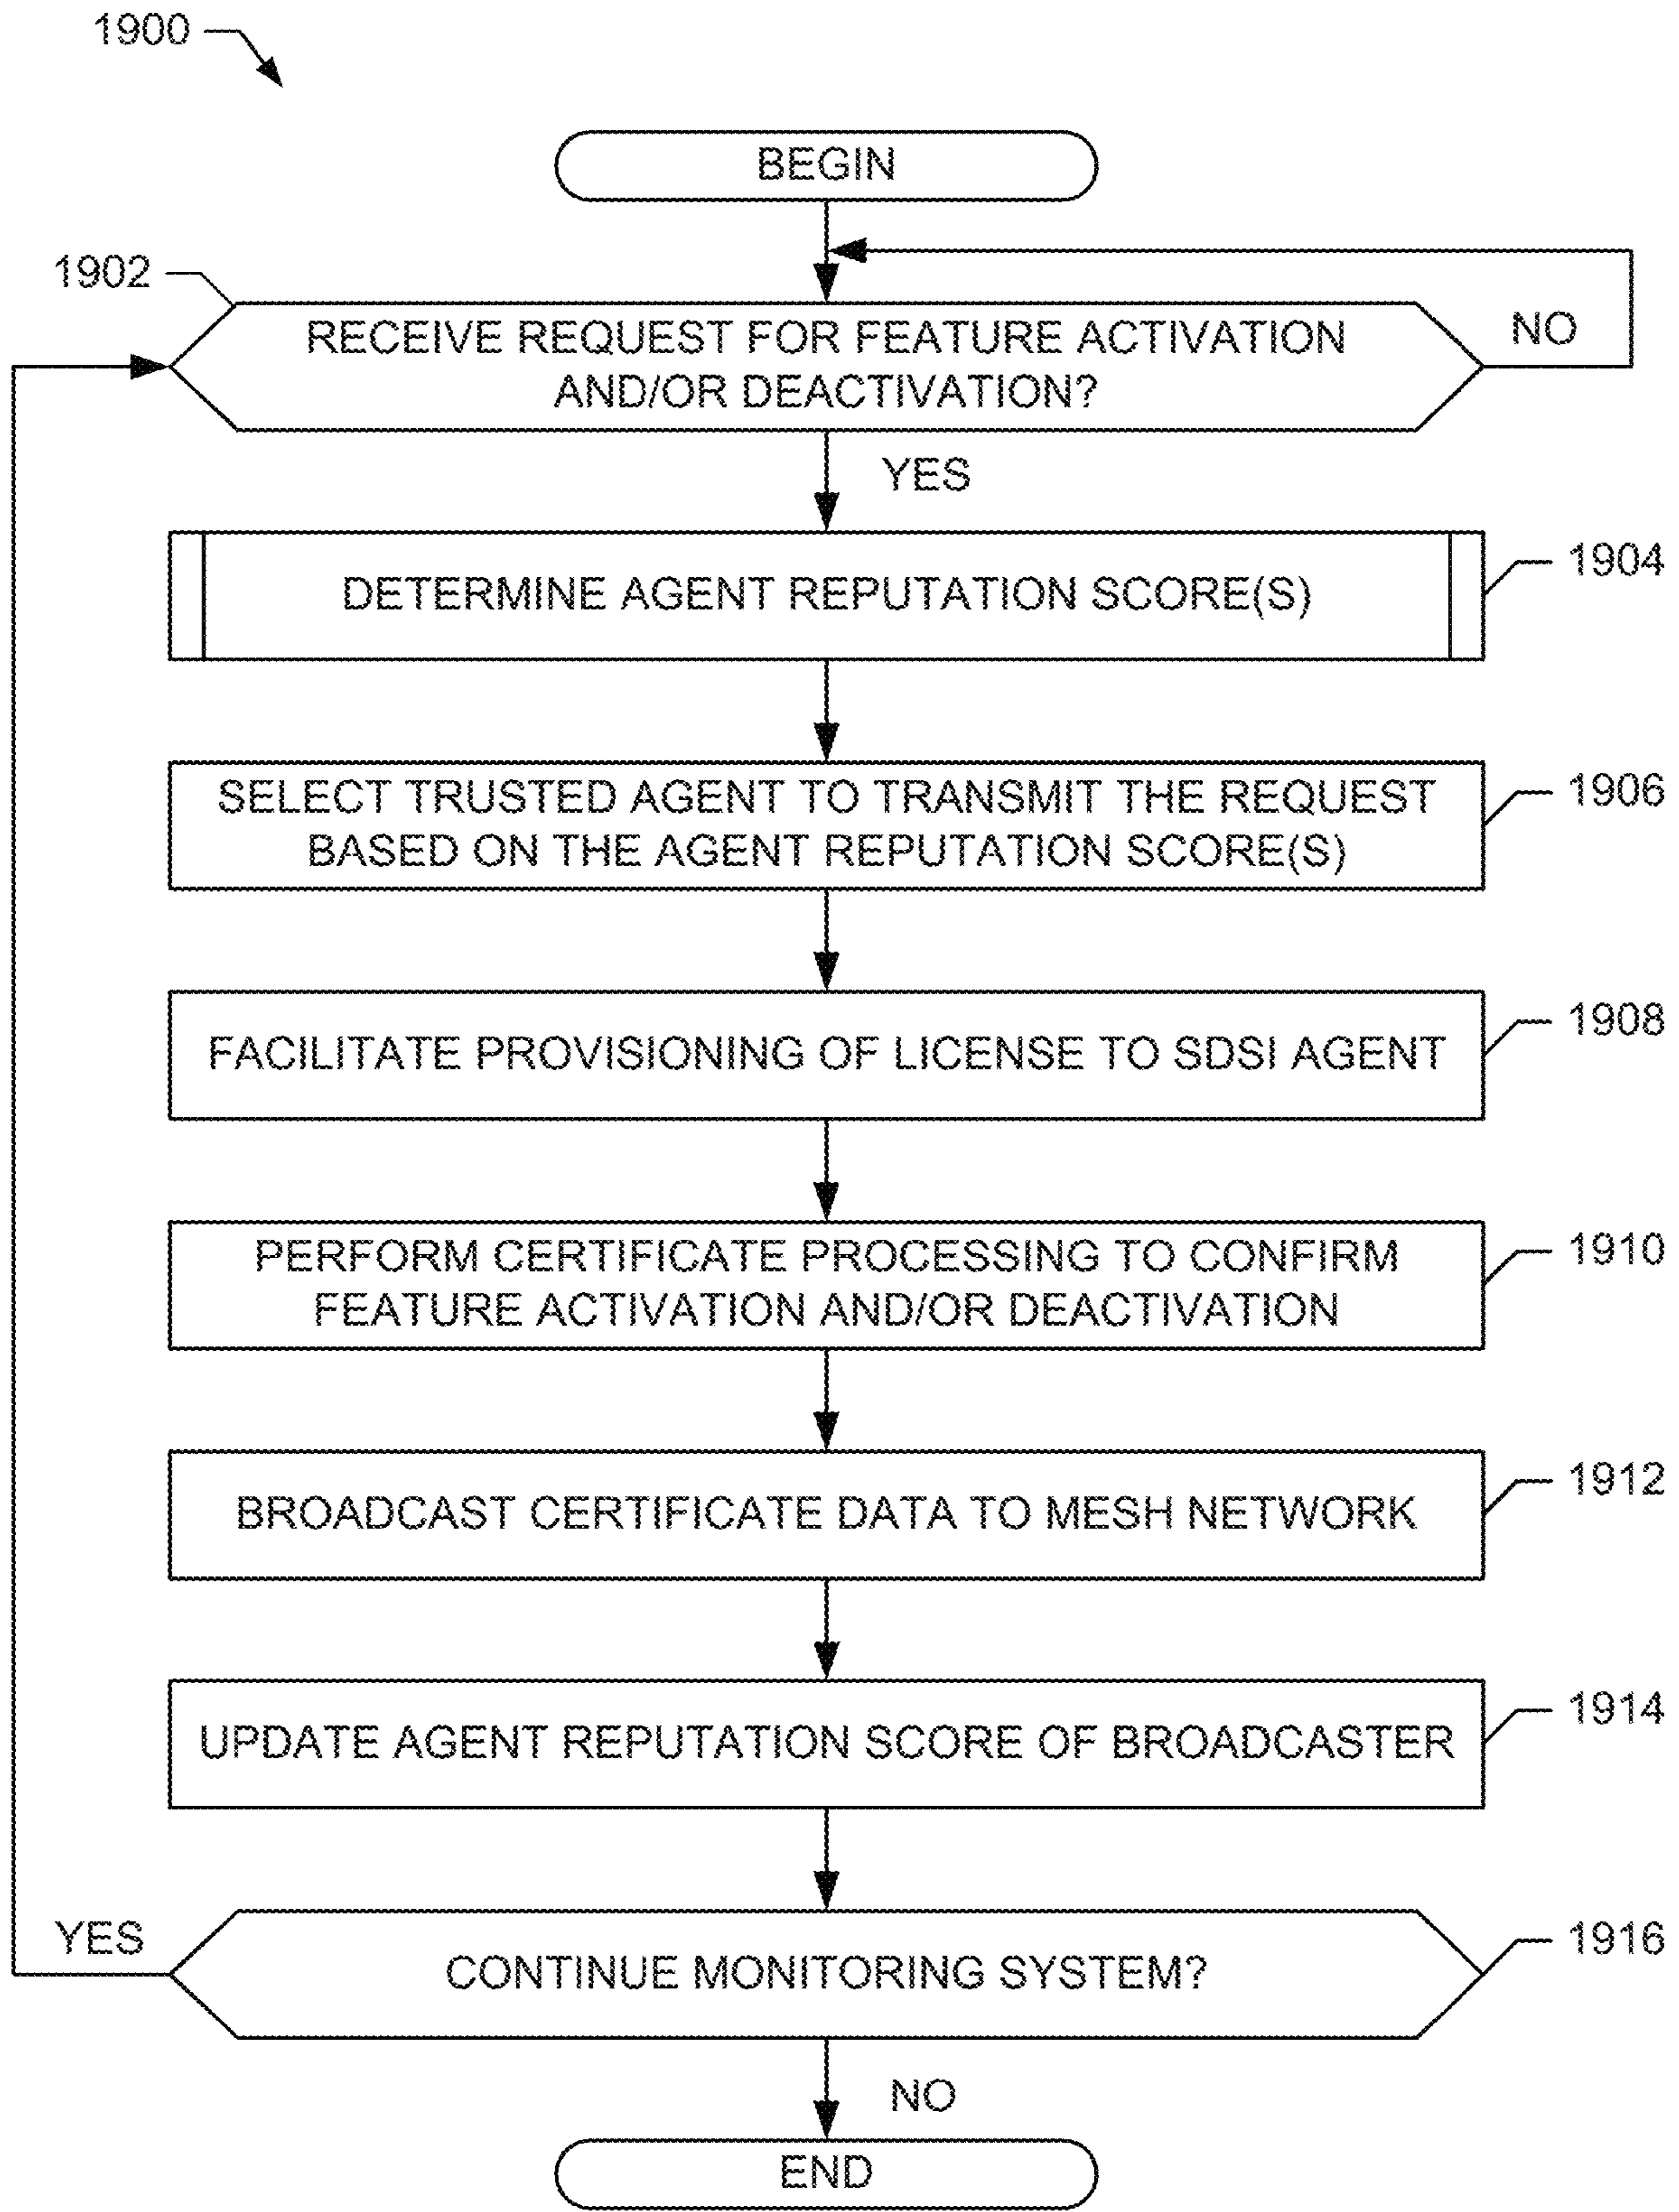 1900
BEGIN
1902
RECEIVE REQUEST FOR FEATURE ACTIVATION
AND/OR DEACTIVATION?
NO
YES
DETERMINE AGENT REPUTATION SCORE(S)
1904
SELECT TRUSTED AGENT TO TRANSMIT THE REQUEST
BASED ON THE AGENT REPUTATION SCORE(S)
1906
FACILITATE PROVISIONING OF LICENSE TO SDSI AGENT
1908
PERFORM CERTIFICATE PROCESSING TO CONFIRM
FEATURE ACTIVATION AND/OR DEACTIVATION
1910
BROADCAST CERTIFICATE DATA TO MESH NETWORK
1912
UPDATE AGENT REPUTATION SCORE OF BROADCASTER
1914
YES
CONTINUE MONITORING SYSTEM?
1916
NO
END